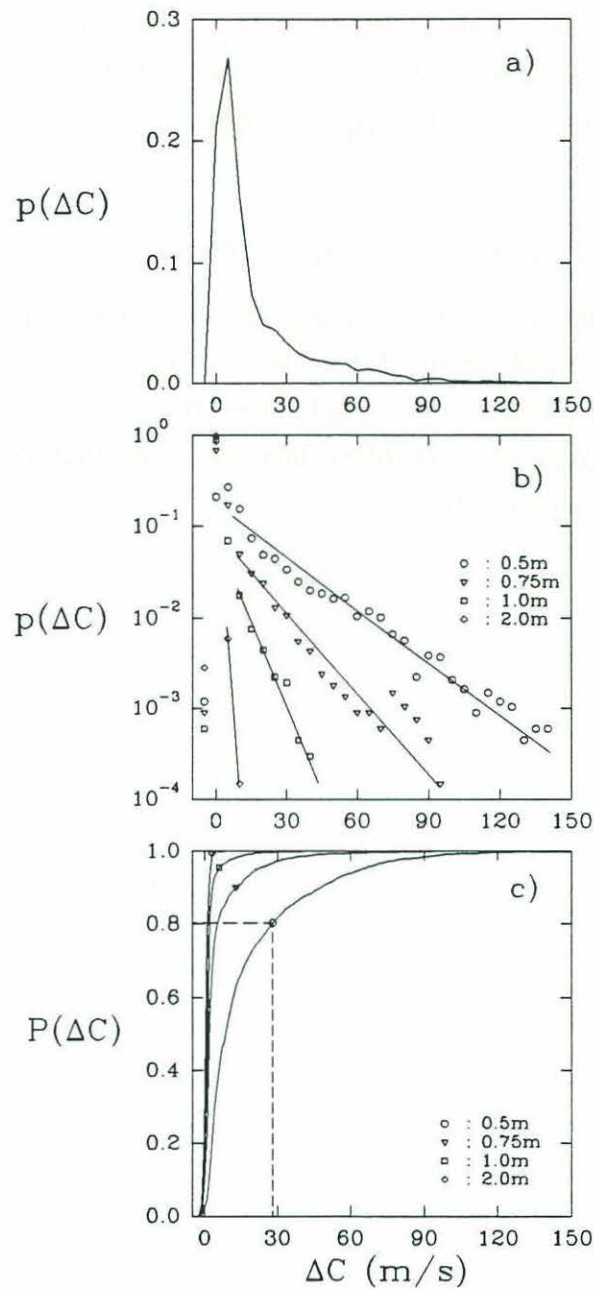 0.3
a)
0.2
p(ΔC)
0.1
0.0
0 30 60 90 120 150
10^0
b)
10^-1
○ : 0.5m
▽ : 0.75m
□ : 1.0m
◇ : 2.0m
p(ΔC)
10^-2
10^-3
10^-4
0 30 60 90 120 150
1.0
c)
0.8
0.6
P(ΔC)
0.4
○ : 0.5m
▽ : 0.75m
□ : 1.0m
◇ : 2.0m
0.2
0.0
0 30 60 90 120 150
ΔC (m/s)